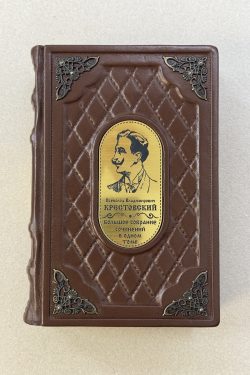 Всеволод Владимирович
КРЕСТОВСКИЙ
Большое собрание
сочинений
в одном
томе